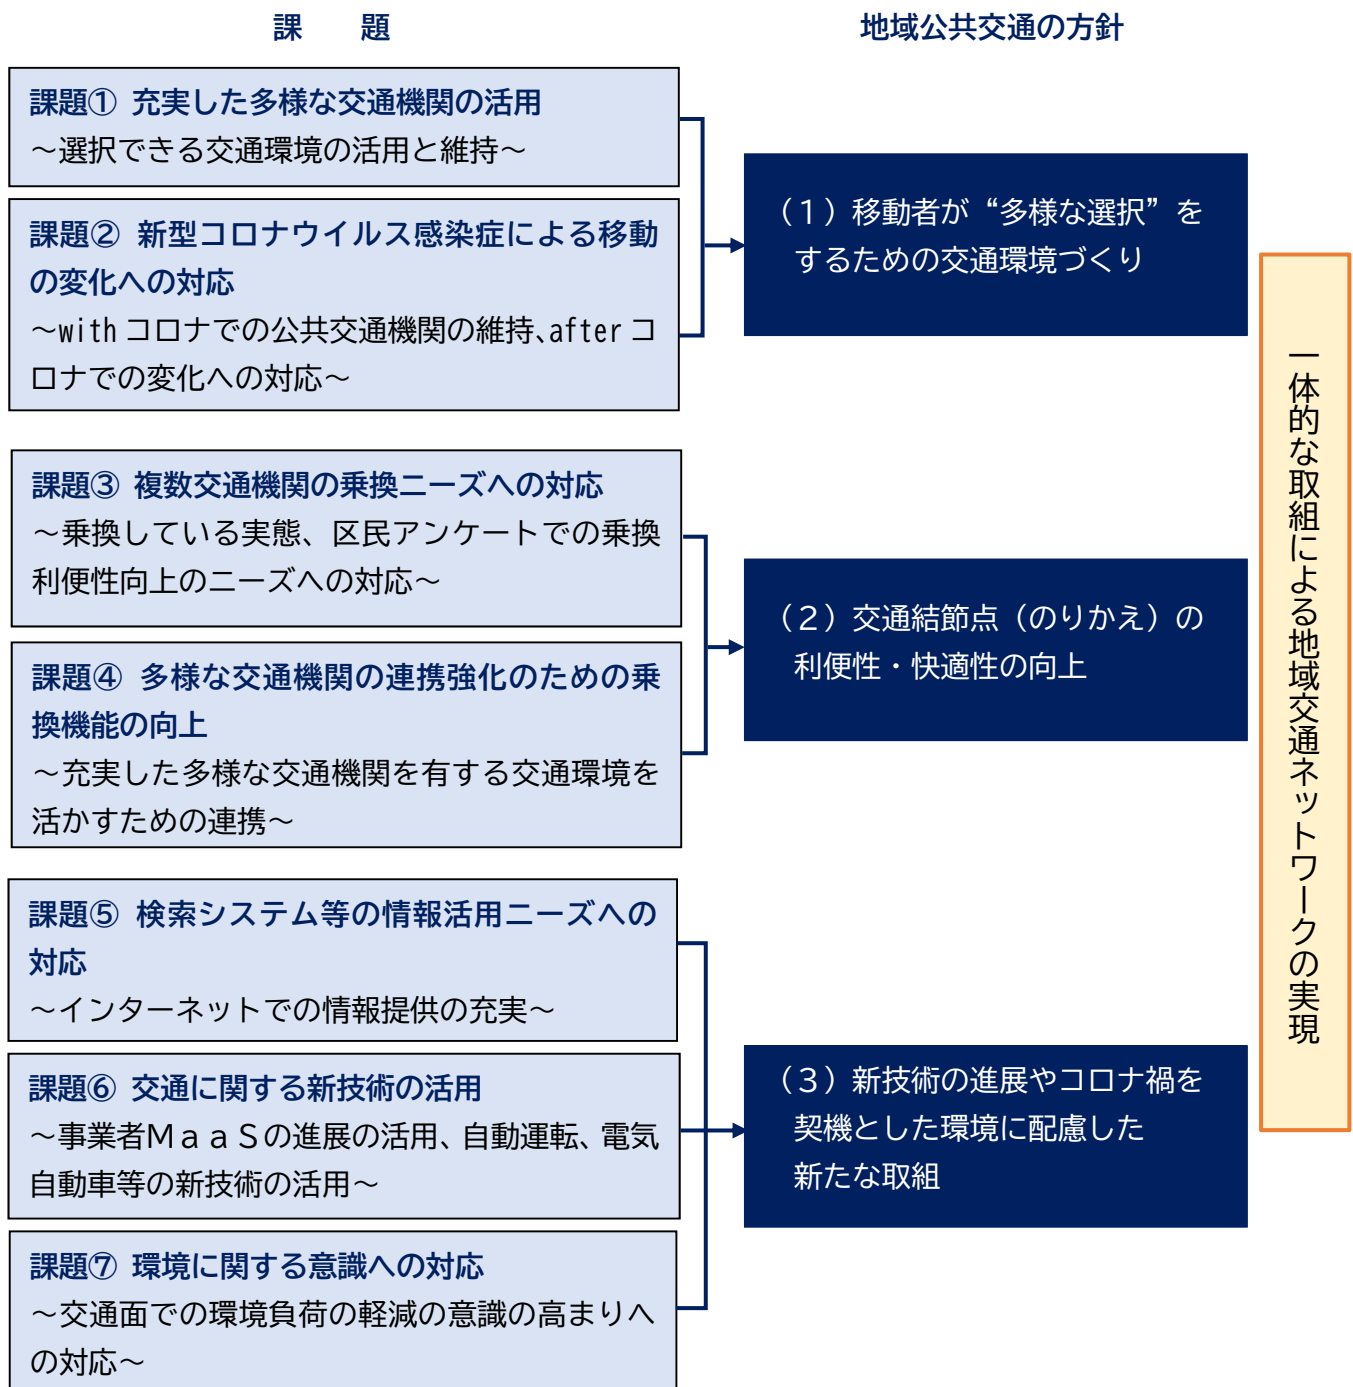 課　題
地域公共交通の方針
課題① 充実した多様な交通機関の活用
～選択できる交通環境の活用と維持～
課題② 新型コロナウイルス感染症による移動
の変化への対応
～with コロナでの公共交通機関の維持、after コ
ロナでの変化への対応～
（１）移動者が“多様な選択”を
するための交通環境づくり
課題③ 複数交通機関の乗換ニーズへの対応
～乗換している実態、区民アンケートでの乗換
利便性向上のニーズへの対応～
課題④ 多様な交通機関の連携強化のための乗
換機能の向上
～充実した多様な交通機関を有する交通環境を
活かすための連携～
（２）交通結節点（のりかえ）の
利便性・快適性の向上
課題⑤ 検索システム等の情報活用ニーズへの
対応
～インターネットでの情報提供の充実～
課題⑥ 交通に関する新技術の活用
～事業者ＭａａＳの進展の活用、自動運転、電気
自動車等の新技術の活用～
課題⑦ 環境に関する意識への対応
～交通面での環境負荷の軽減の意識の高まりへ
の対応～
（３）新技術の進展やコロナ禍を
契機とした環境に配慮した
新たな取組
一体的な取組による地域交通ネットワークの実現